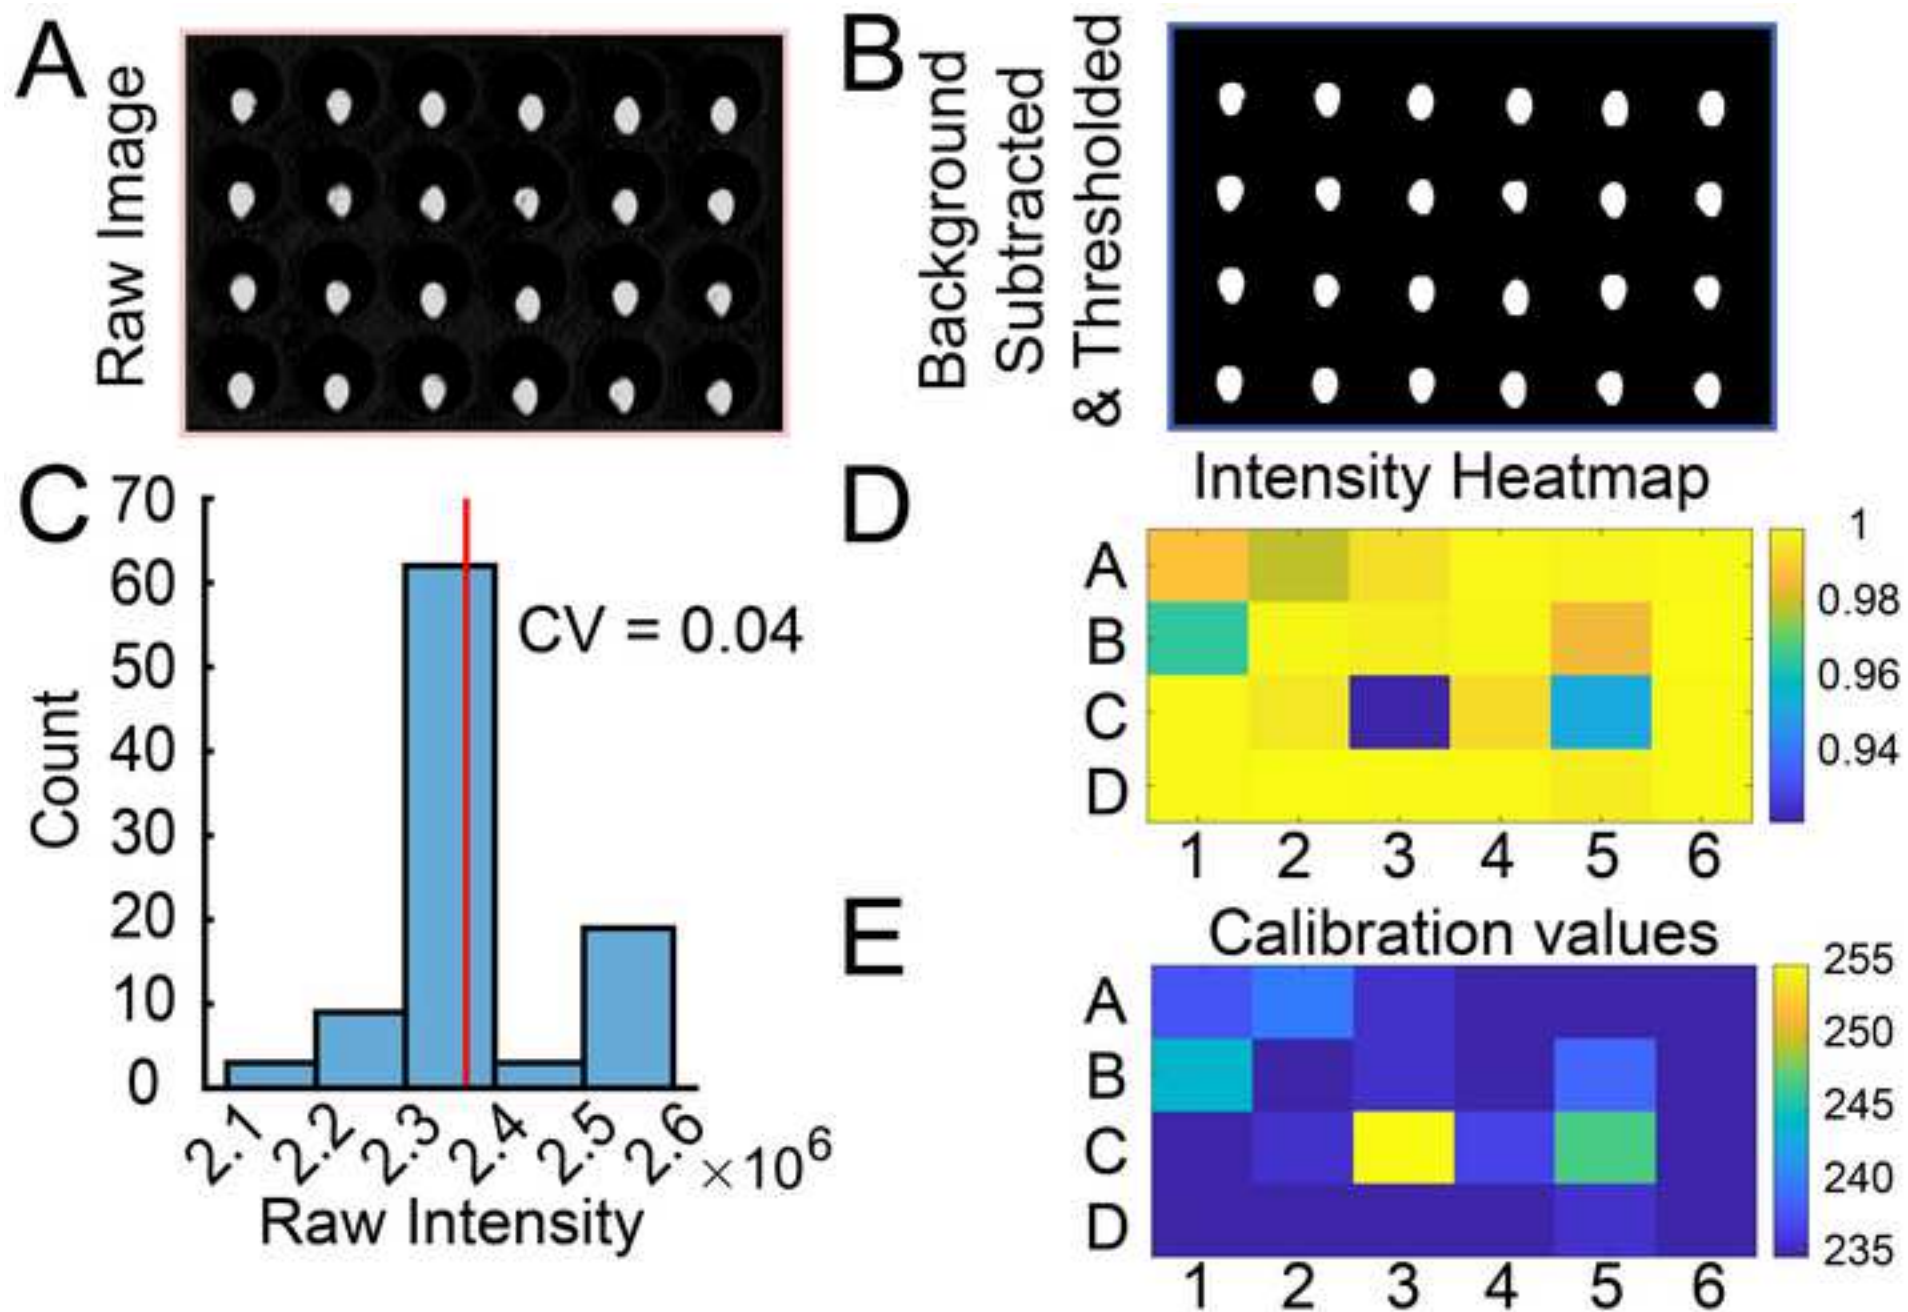 A
Raw Image
B
Background
Subtracted
& Thresholded
C
70
60
50
40
30
20
10
0
Count
CV = 0.04
2.1
2.2
2.3
2.4
2.5
2.6
×10⁶
Raw Intensity
D
Intensity Heatmap
A
B
C
D
1 2 3 4 5 6
1
0.98
0.96
0.94
E
Calibration values
A
B
C
D
1 2 3 4 5 6
255
250
245
240
235